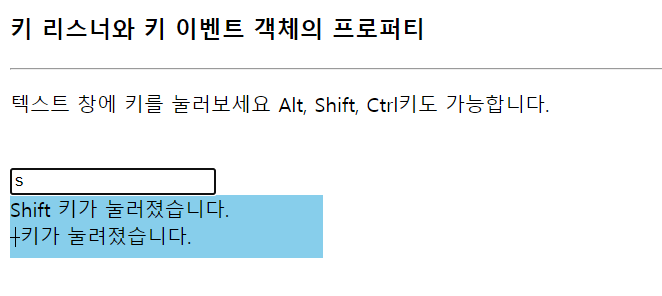 키 리스너와 키 이벤트 객체의 프로퍼티
텍스트 창에 키를 눌러보세요 Alt, Shift, Ctrl키도 가능합니다.
s
Shift 키가 눌러졌습니다.
키가 눌려졌습니다.